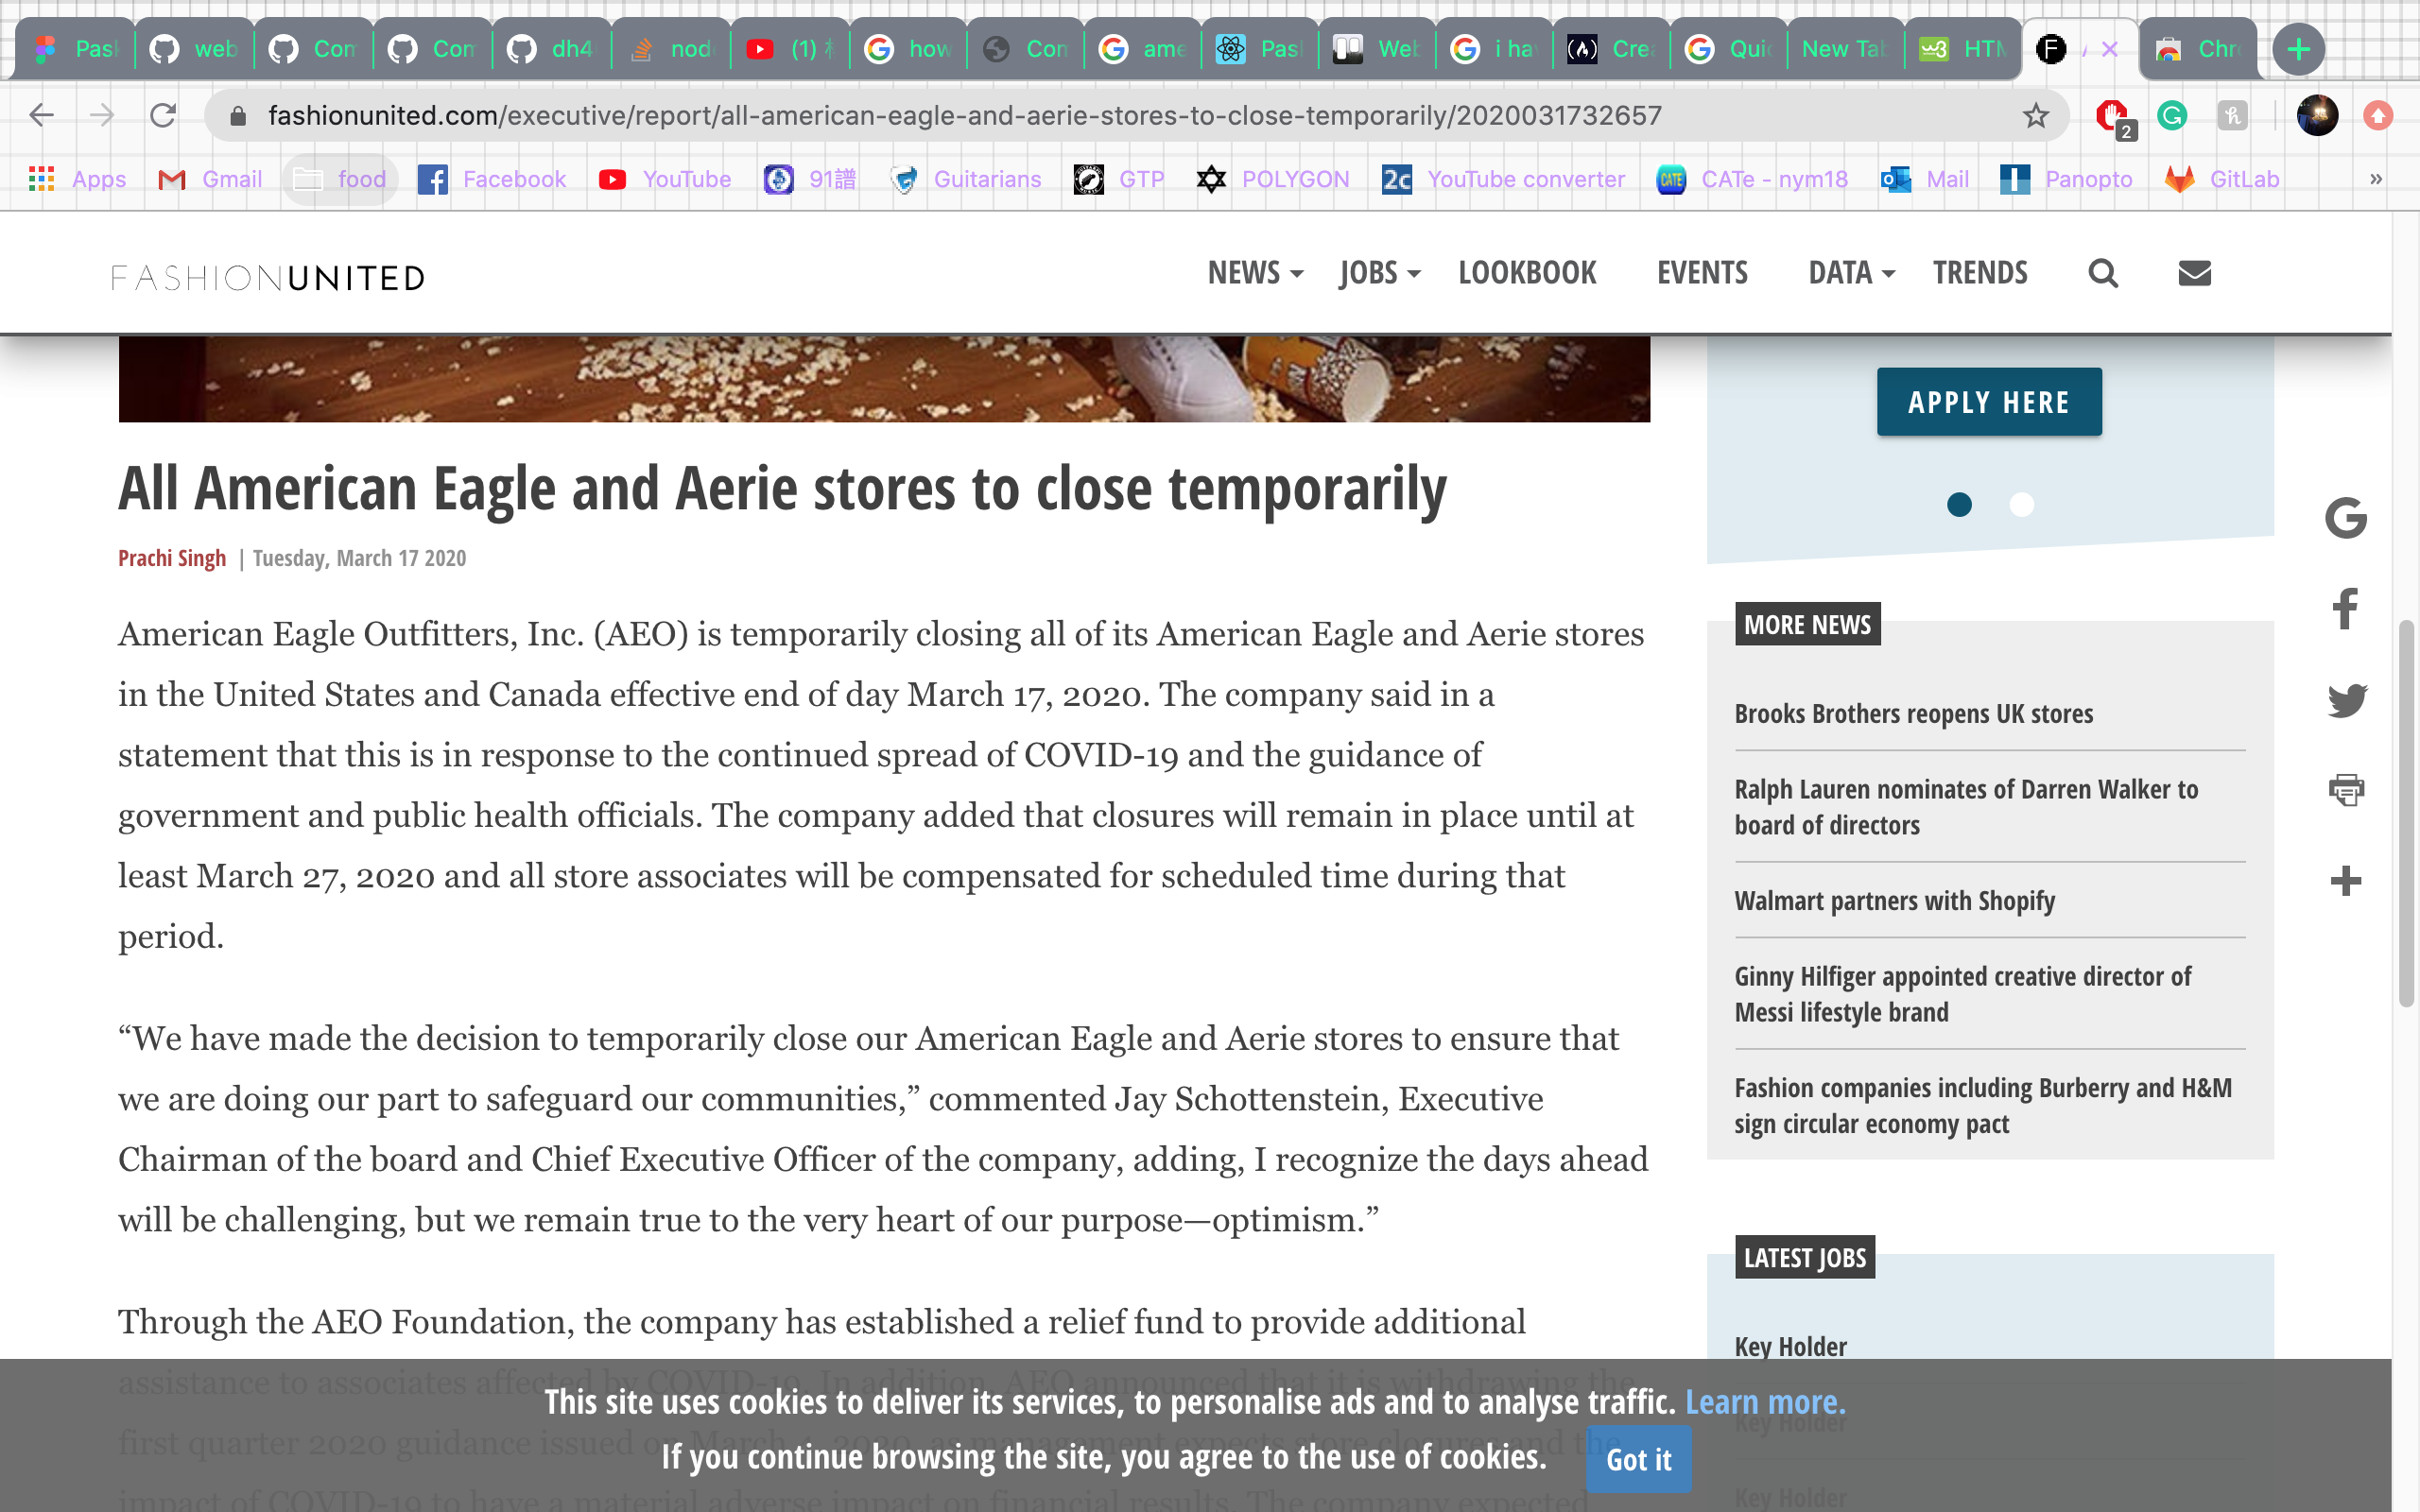 Pas
web
Con
Con
dh4
nod
(1)
how
Con
ame
Pas
Wel
i ha
Crea
Quic
New Tab
HTM
Chr
fashionunited.com/executive/report/all-american-eagle-and-aerie-stores-to-close-temporarily/2020031732657
2
Apps
Gmail
food
Facebook
YouTube
91譜
Guitarians
GTP
POLYGON
2c YouTube converter
CATE CATe - nym18
Mail
Panopto
GitLab
»
FASHIONUNITED
NEWS
JOBS
LOOKBOOK
EVENTS
DATA
TRENDS
APPLY HERE
All American Eagle and Aerie stores to close temporarily
Prachi Singh | Tuesday, March 17 2020
American Eagle Outfitters, Inc. (AEO) is temporarily closing all of its American Eagle and Aerie stores
in the United States and Canada effective end of day March 17, 2020. The company said in a
statement that this is in response to the continued spread of COVID-19 and the guidance of
government and public health officials. The company added that closures will remain in place until at
least March 27, 2020 and all store associates will be compensated for scheduled time during that
period.
“We have made the decision to temporarily close our American Eagle and Aerie stores to ensure that
we are doing our part to safeguard our communities,” commented Jay Schottenstein, Executive
Chairman of the board and Chief Executive Officer of the company, adding, I recognize the days ahead
will be challenging, but we remain true to the very heart of our purpose—optimism.”
Through the AEO Foundation, the company has established a relief fund to provide additional
assistance to associates affected by COVID-19. In addition, AEO announced that it is withdrawing the
first quarter 2020 guidance issued on March 4, 2020, as management expects store closures and the
impact of COVID-19 to have a material adverse impact on financial results. The company expected
MORE NEWS
Brooks Brothers reopens UK stores
Ralph Lauren nominates of Darren Walker to
board of directors
Walmart partners with Shopify
Ginny Hilfiger appointed creative director of
Messi lifestyle brand
Fashion companies including Burberry and H&M
sign circular economy pact
LATEST JOBS
Key Holder
Key Holder
Key Holder
This site uses cookies to deliver its services, to personalise ads and to analyse traffic. Learn more.
If you continue browsing the site, you agree to the use of cookies. Got it